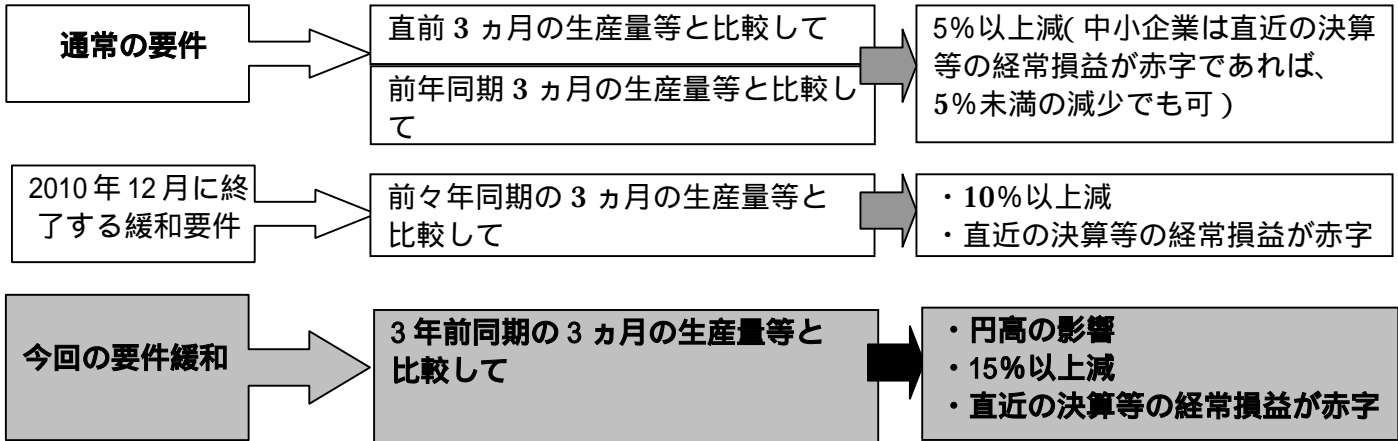 通常の要件
直前 3 ヵ月の生産量等と比較して
前年同期 3 ヵ月の生産量等と比較し
て
5%以上減(中小企業は直近の決算
等の経常損益が赤字であれば、
5%未満の減少でも可)
2010年12月に終
了する緩和要件
前々年同期の 3 ヵ月の生産量等と
比較して
・10%以上減
・直近の決算等の経常損益が赤字
今回の要件緩和
3 年前同期の 3 ヵ月の生産量等と
比較して
・円高の影響
・15%以上減
・直近の決算等の経常損益が赤字